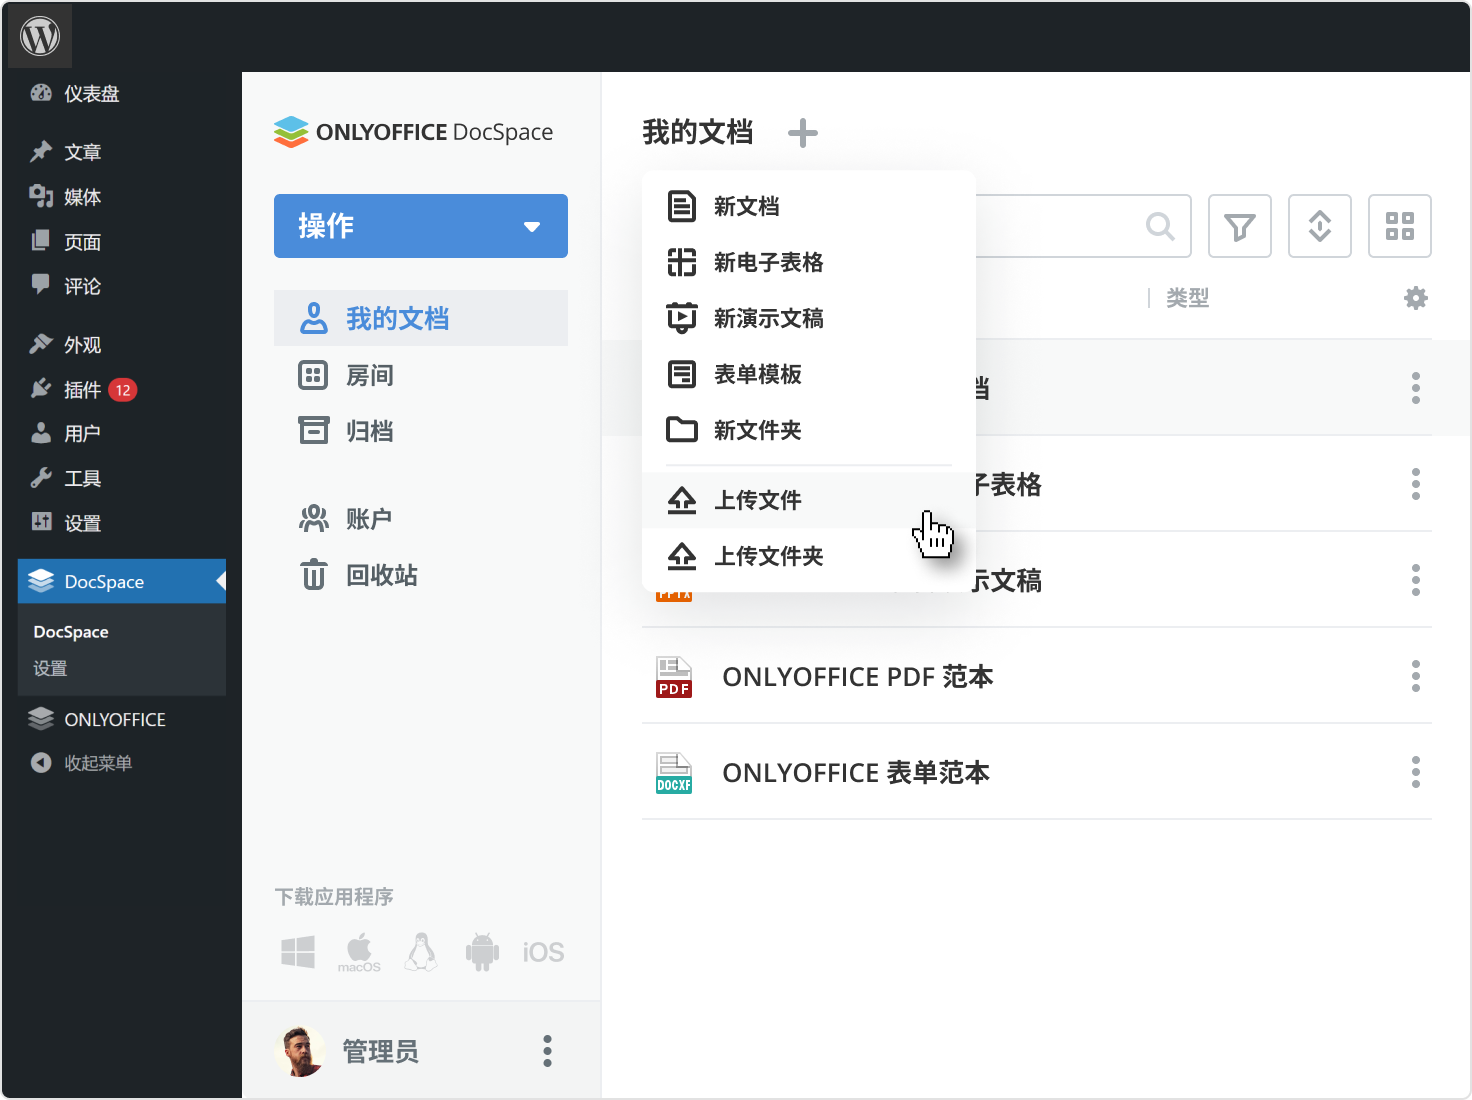 仪表盘
文章
媒体
页面
评论
外观
插件 12
用户
工具
设置
DocSpace
DocSpace
设置
ONLYOFFICE
收起菜单
ONLYOFFICE DocSpace
操作
我的文档
房间
归档
账户
回收站
下载应用程序
macOS
iOS
管理员
我的文档
新文档
新电子表格
新演示文稿
表单模板
新文件夹
上传文件
上传文件夹
类型
档
子表格
示文稿
PPTX
PDF
ONLYOFFICE PDF 范本
DOCXF
ONLYOFFICE 表单范本